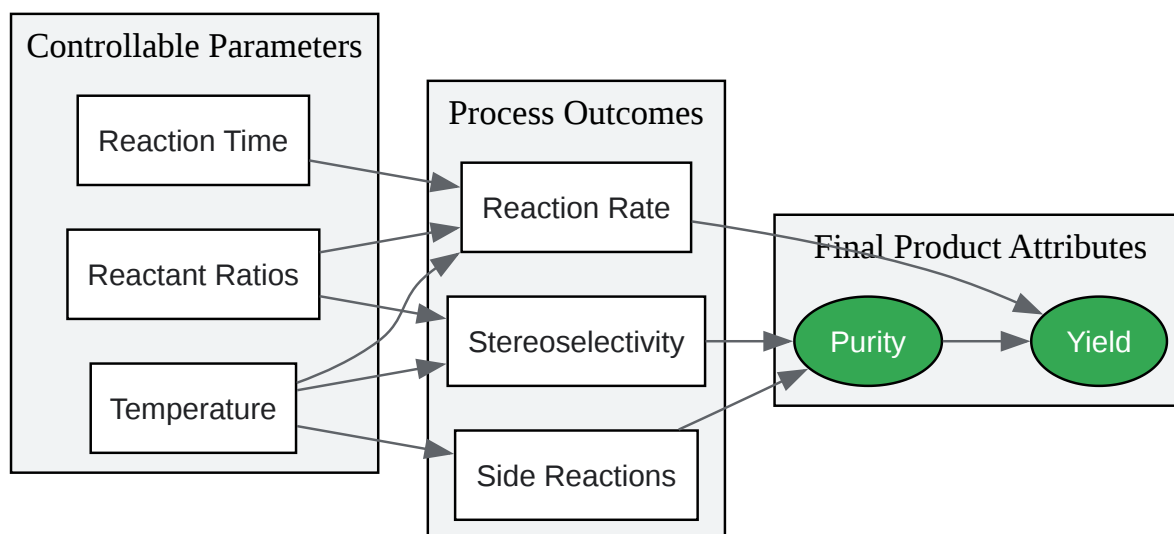 Controllable Parameters
Reaction Time
Reactant Ratios
Temperature
Process Outcomes
Reaction Rate
Stereoselectivity
Side Reactions
Final Product Attributes
Purity
Yield